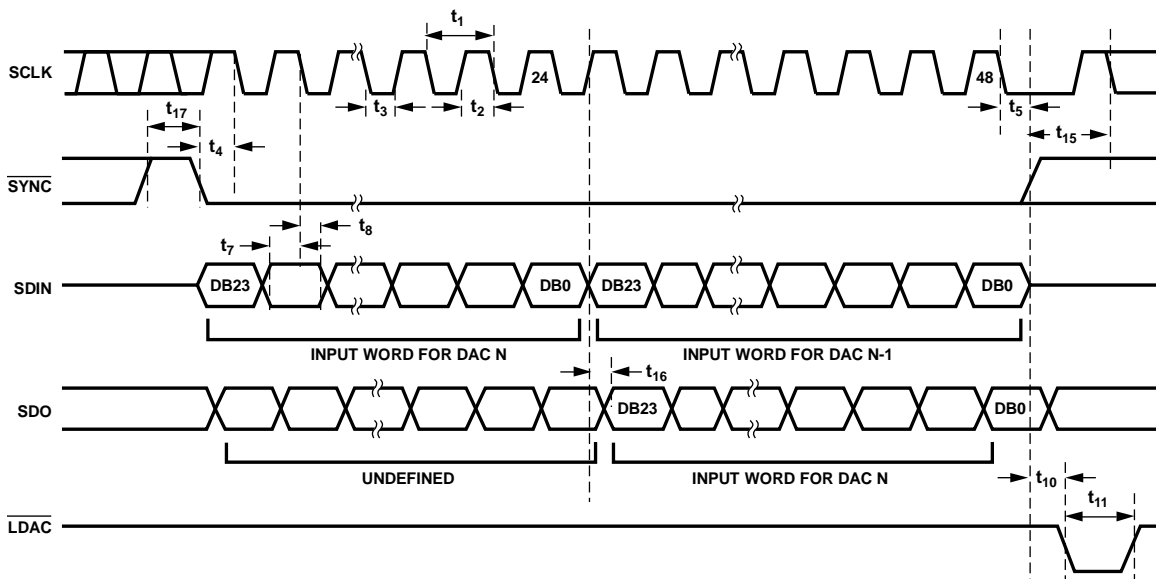 t1
SCLK
24
48
t3
t2
t5
t17
t4
t15
SYNC
t7
t8
SDIN
DB23
DB0
DB23
DB0
INPUT WORD FOR DAC N
INPUT WORD FOR DAC N-1
t16
SDO
DB23
DB0
UNDEFINED
INPUT WORD FOR DAC N
t10
t11
LDAC